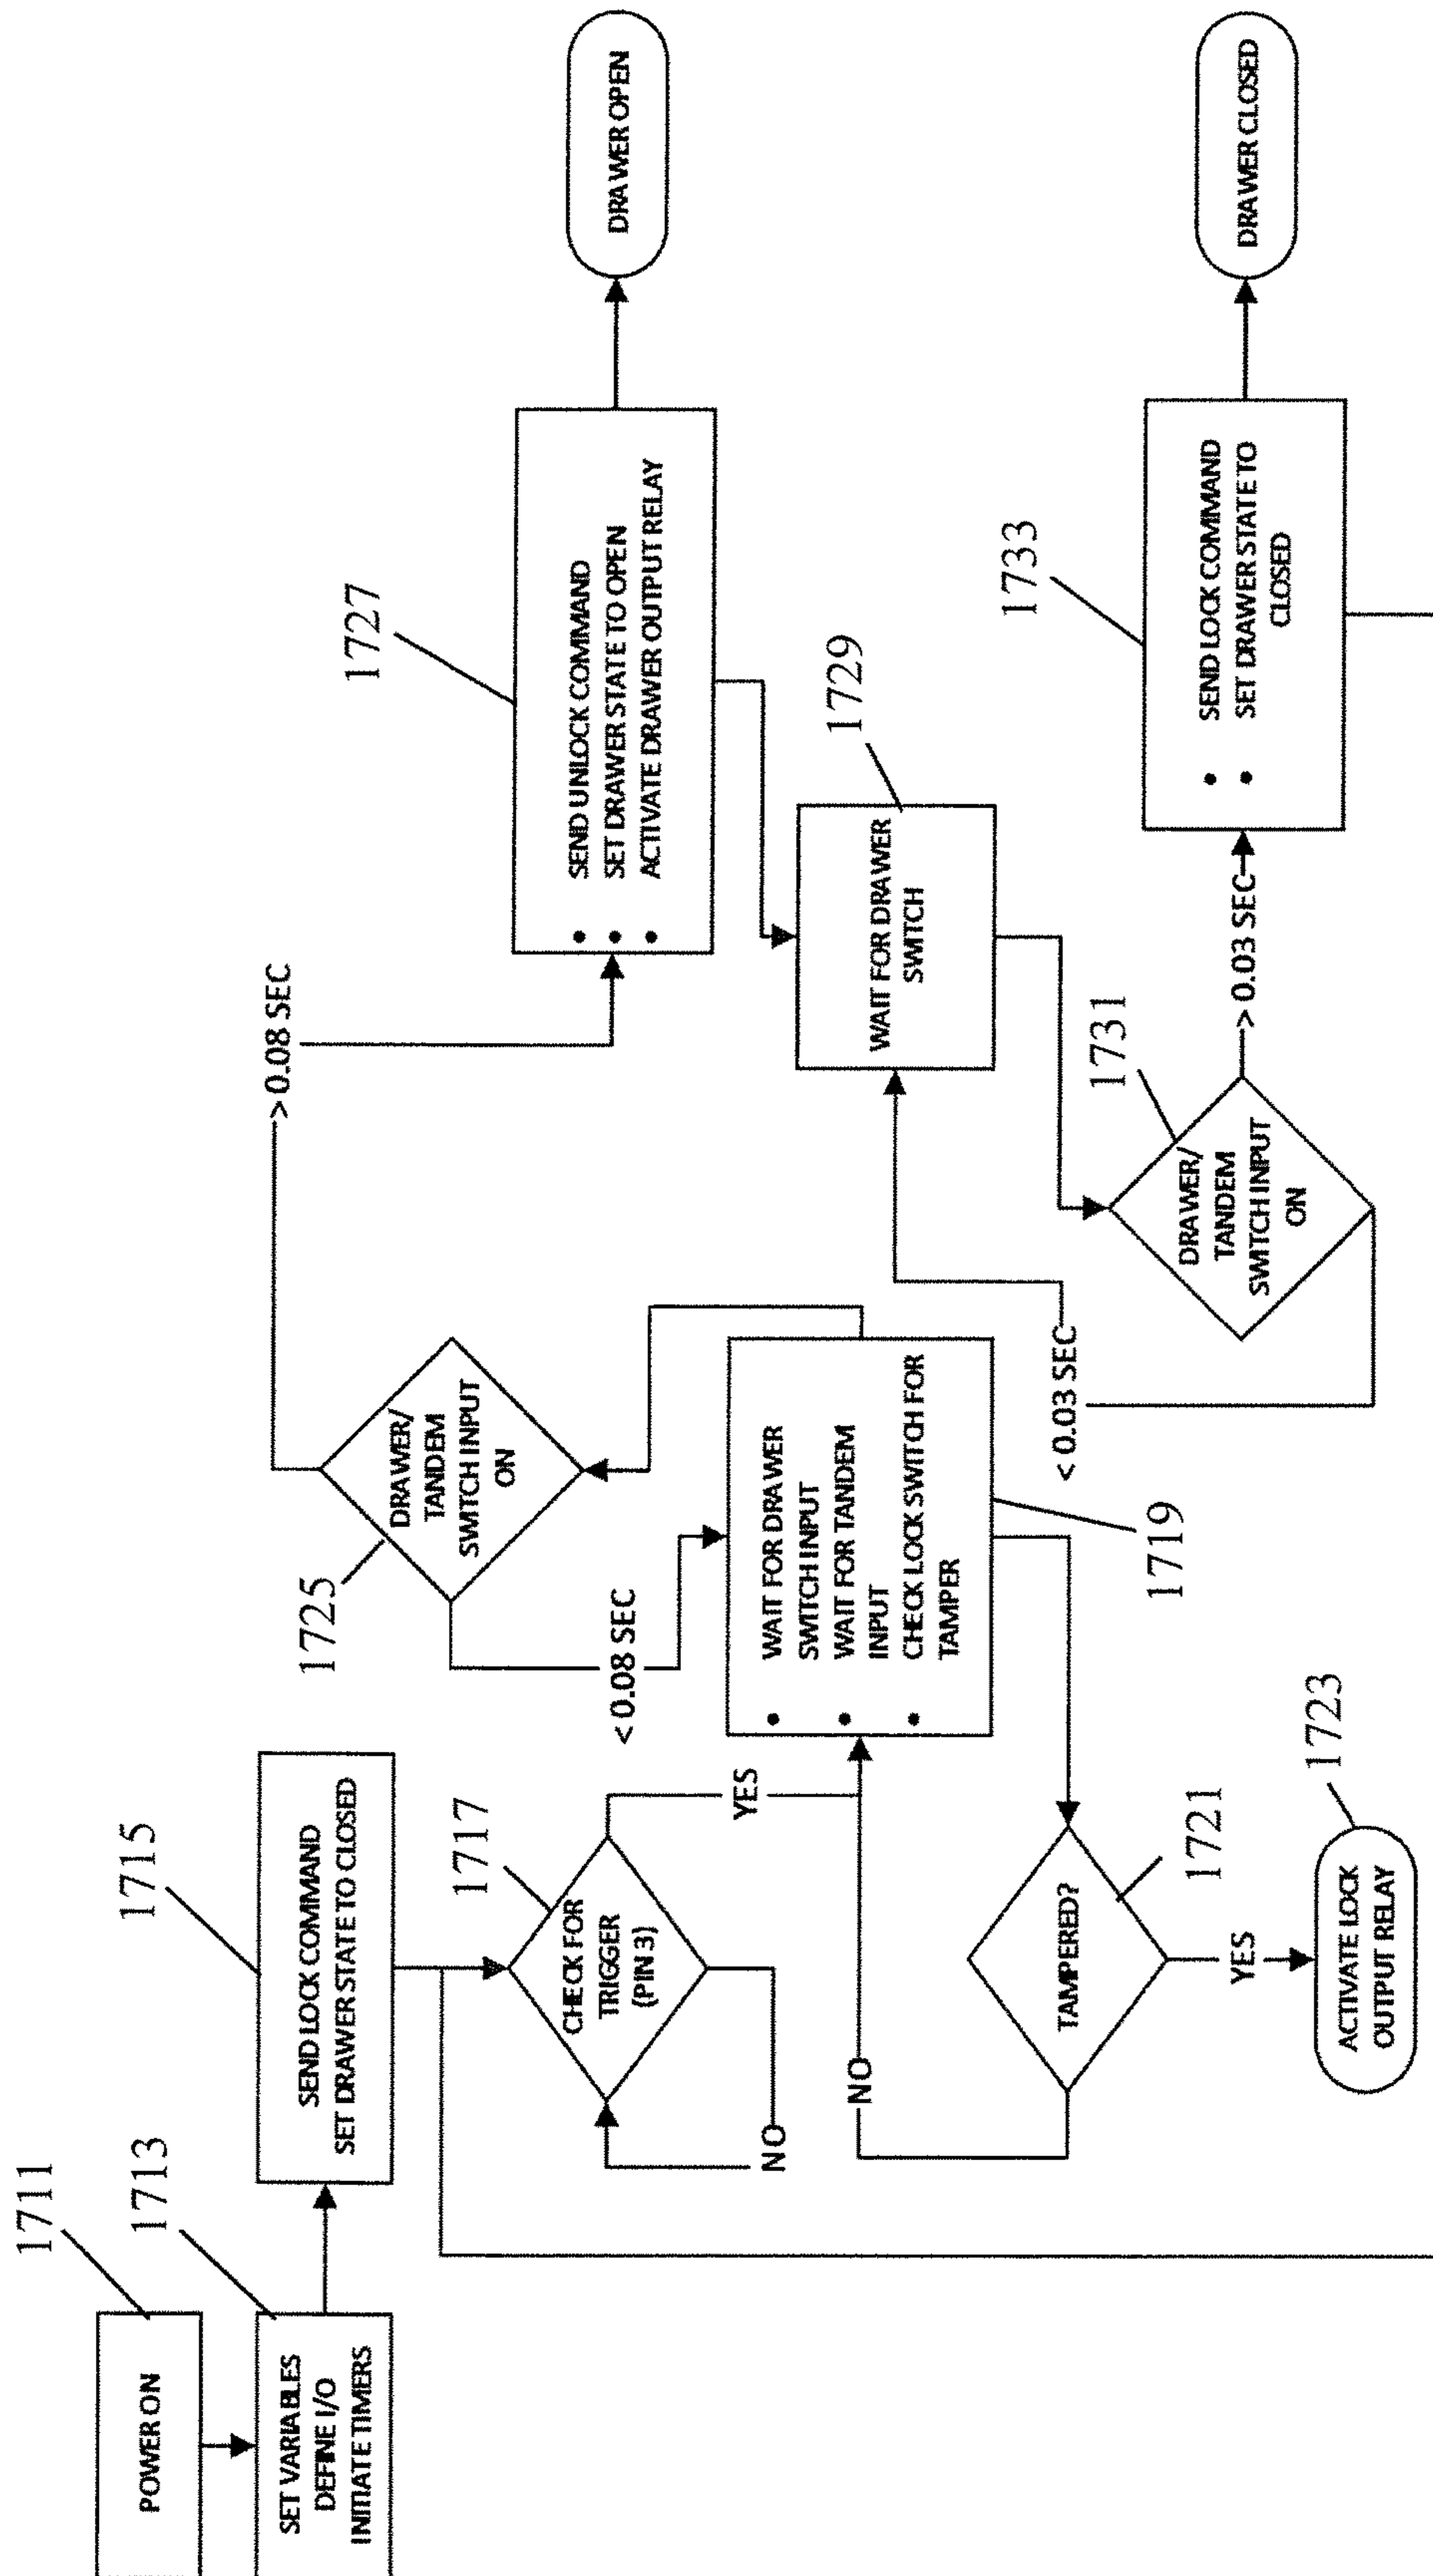 1711
POWER ON
1713
SET VARIABLES
DEFINE I/O
INITIATE TIMERS
1715
SEND LOCK COMMAND
SET DRAWER STATE TO CLOSED
1717
CHECK FOR
TRIGGER
(PIN 3)
NO
YES
1725
DRAWER/
TANDEM
SWITCH INPUT
ON
< 0.08 SEC
> 0.08 SEC
• WAIT FOR DRAWER
SWITCH INPUT
• WAIT FOR TANDEM
INPUT
• CHECK LOCK SWITCH FOR
TAMPER
1719
NO
TAMPERED?
1721
YES
ACTIVATE LOCK
OUTPUT RELAY
1723
1727
• SEND UNLOCK COMMAND
• SET DRAWER STATE TO OPEN
• ACTIVATE DRAWER OUTPUT RELAY
DRAWER OPEN
1729
WAIT FOR DRAWER
SWITCH
< 0.03 SEC
1731
DRAWER/
TANDEM
SWITCH INPUT
ON
> 0.03 SEC
1733
• SEND LOCK COMMAND
• SET DRAWER STATE TO
CLOSED
DRAWER CLOSED